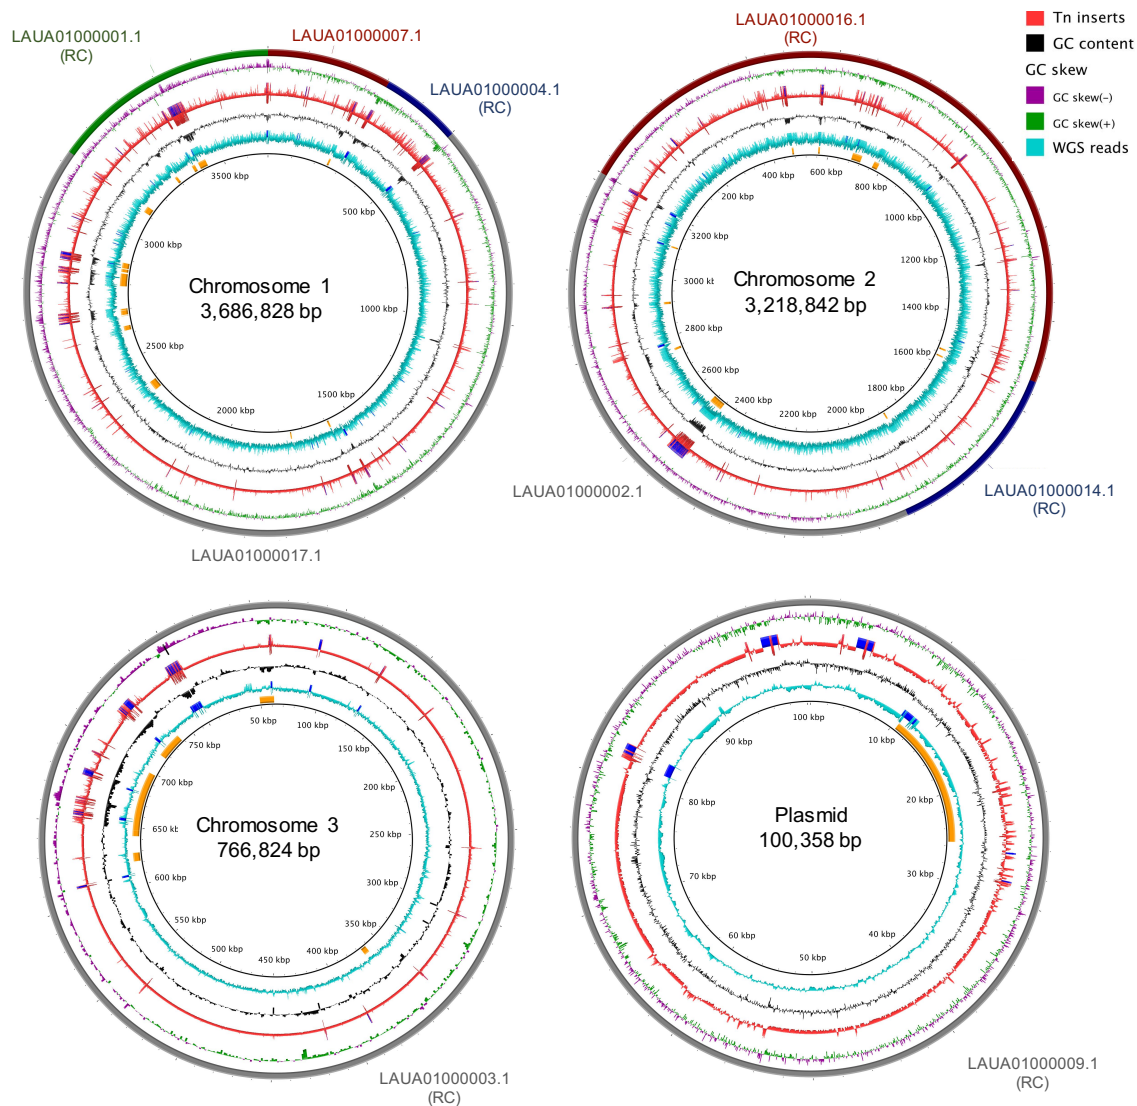 LAUA01000001.1
(RC)
LAUA01000007.1
LAUA01000004.1
(RC)
3500 kbp
500 kbp
3000 kbp
1000 kbp
2500 kbp
1500 kbp
2000 kbp
Chromosome 1
3,686,828 bp
LAUA01000017.1
LAUA01000016.1
(RC)
400 kbp
600 kbp
200 kbp
800 kbp
1000 kbp
3200 kbp
1200 kbp
3000 kt
1400 kbp
2800 kbp
1600 kbp
2600 kbp
1800 kbp
2400 kbp
2000 kbp
2200 kbp
Chromosome 2
3,218,842 bp
LAUA01000002.1
LAUA01000014.1
(RC)
Tn inserts
GC content
GC skew
GC skew(-)
GC skew(+)
WGS reads
50 kbp
100 kbp
750 kbp
150 kbp
700 kbp
200 kbp
650 kt
250 kbp
600 kbp
300 kbp
550 kbp
350 kbp
500 kbp
400 kbp
450 kbp
Chromosome 3
766,824 bp
LAUA01000003.1
(RC)
100 kbp
90 kbp
10 kbp
80 kbp
20 kbp
70 kbp
30 kbp
60 kbp
40 kbp
50 kbp
Plasmid
100,358 bp
LAUA01000009.1
(RC)